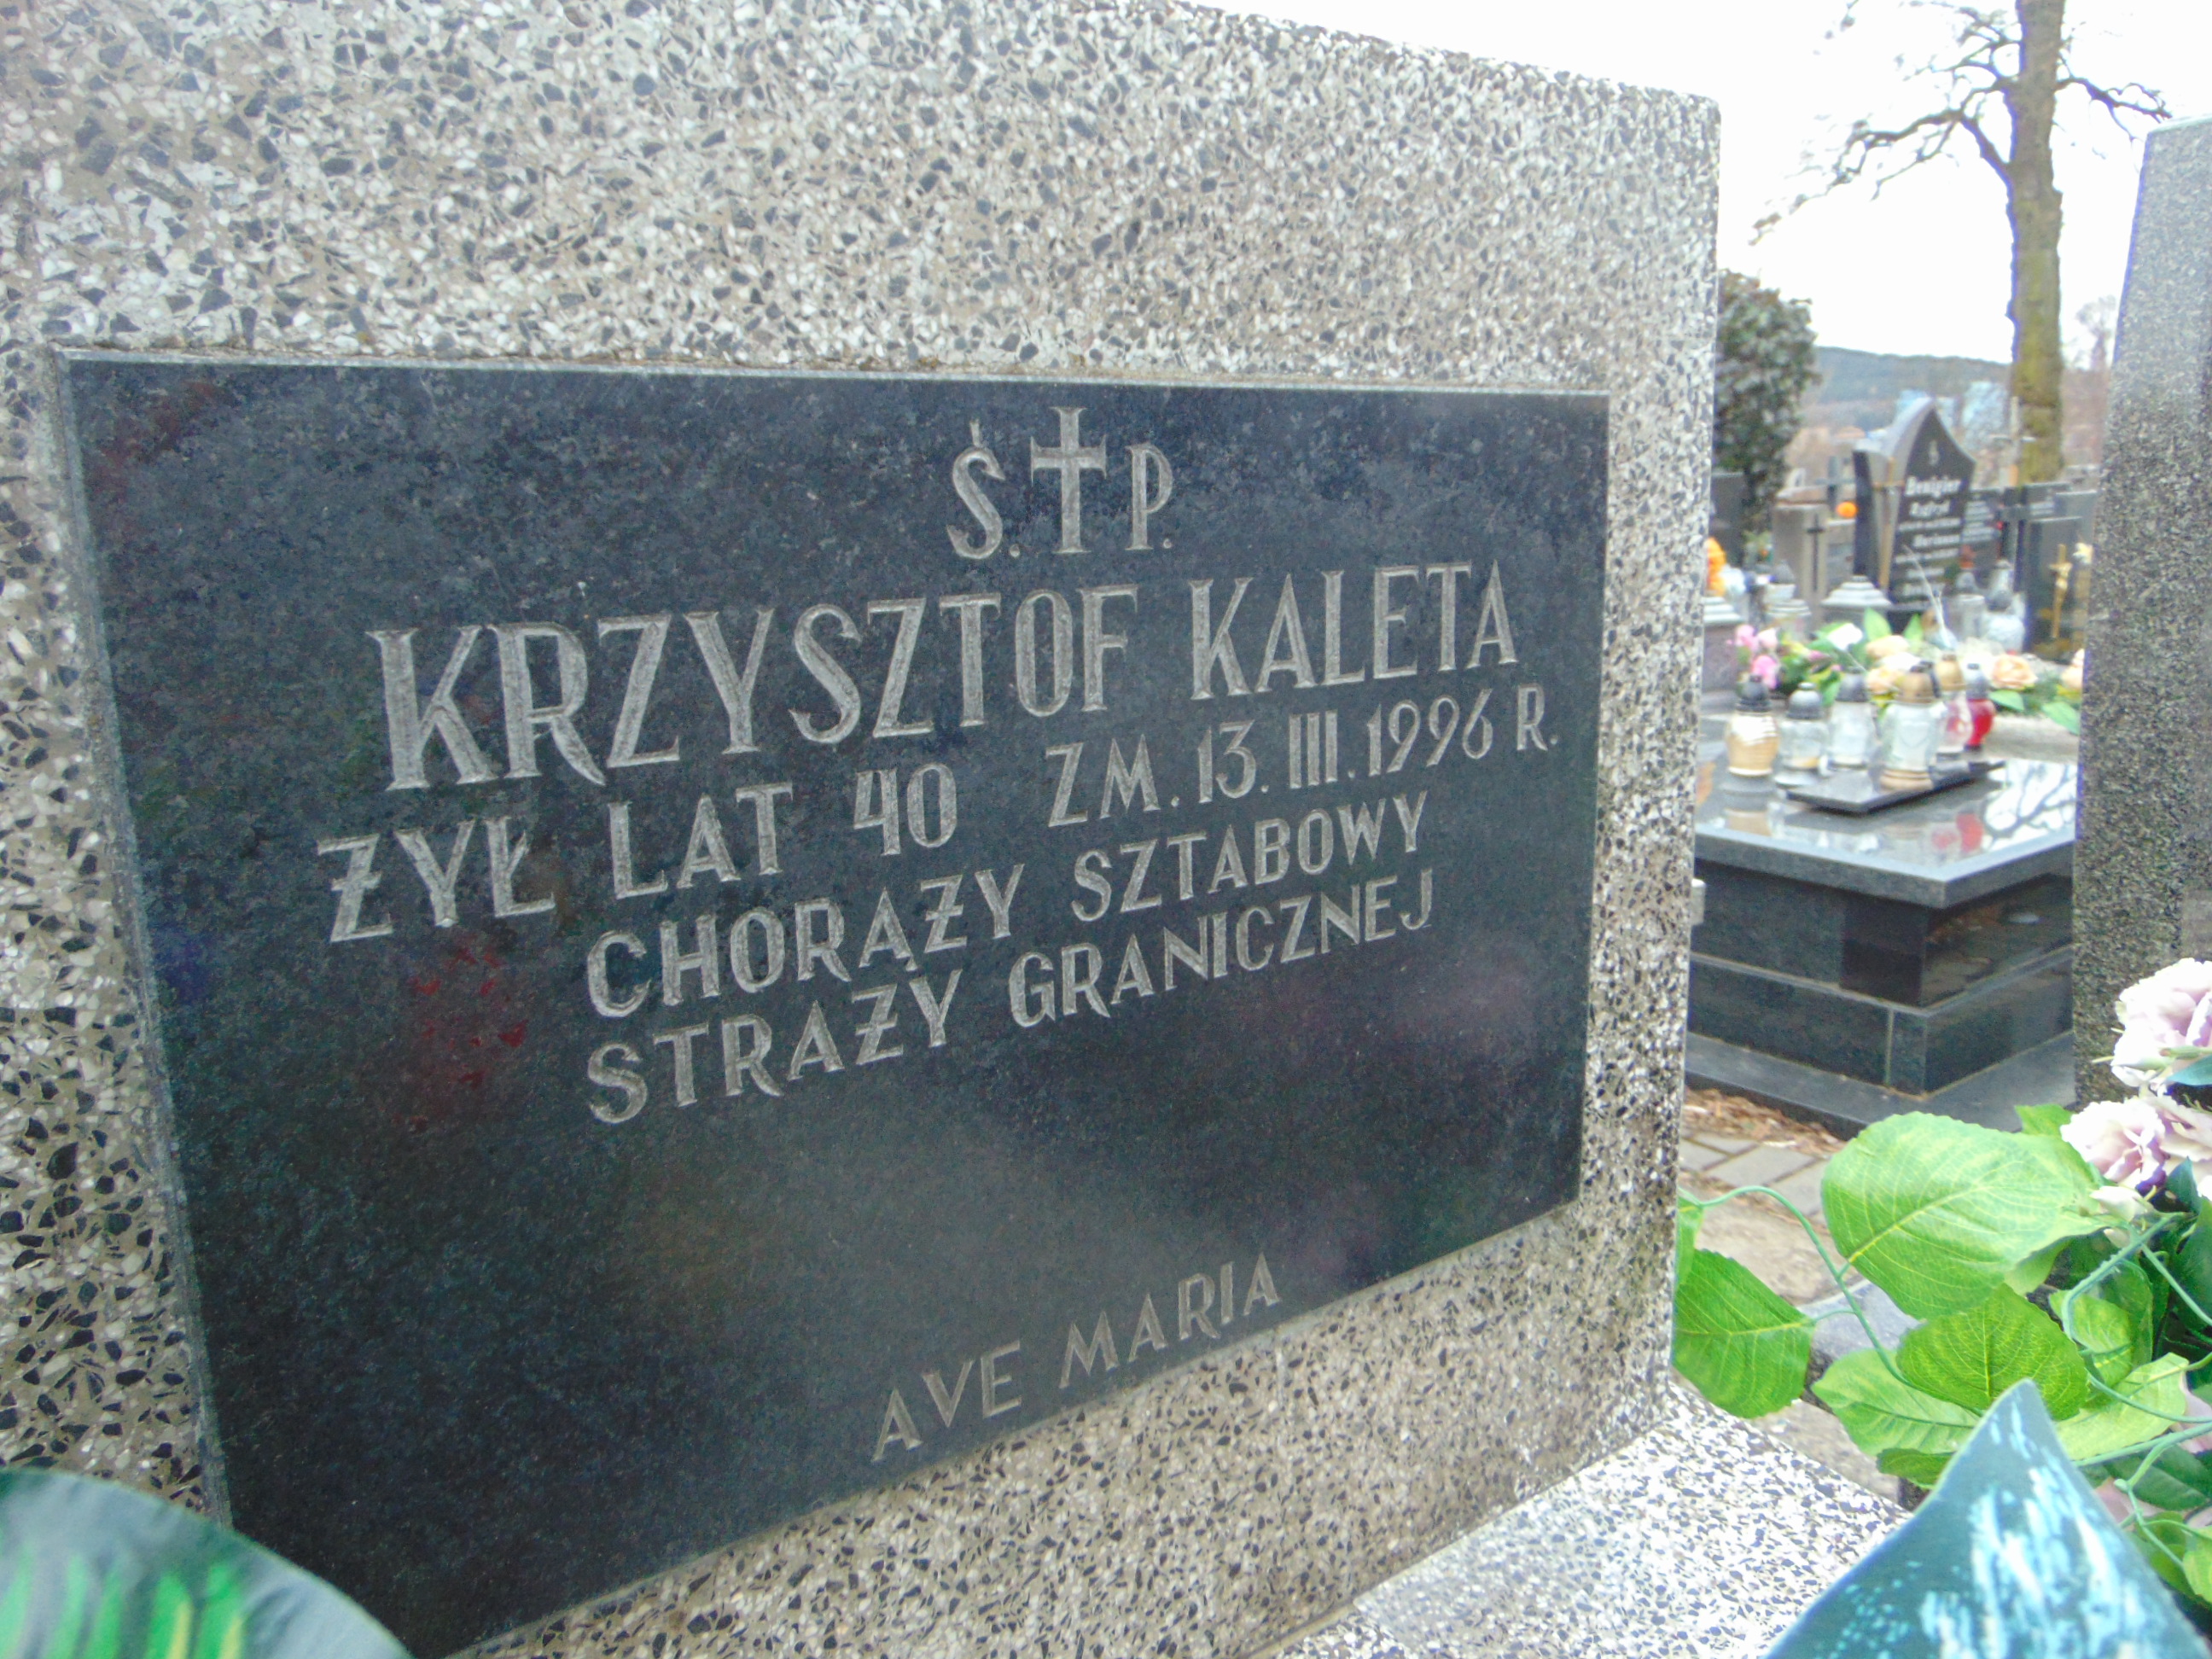 Ś.P.
KRZYSZTOF KALETA
ŻYŁ LAT 40 ZM. 13. III. 1996 R.
CHORĄŻY SZTABOWY
STRAŻY GRANICZNEJ
AVE MARIA